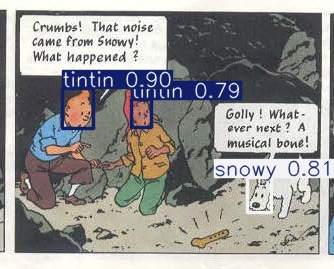 Crumbs! That noise
came from Snowy!
What happened ?
tintin 0.90
tintin 0.79
Golly ! What-
ever next ? A
musical bone!
snowy 0.81